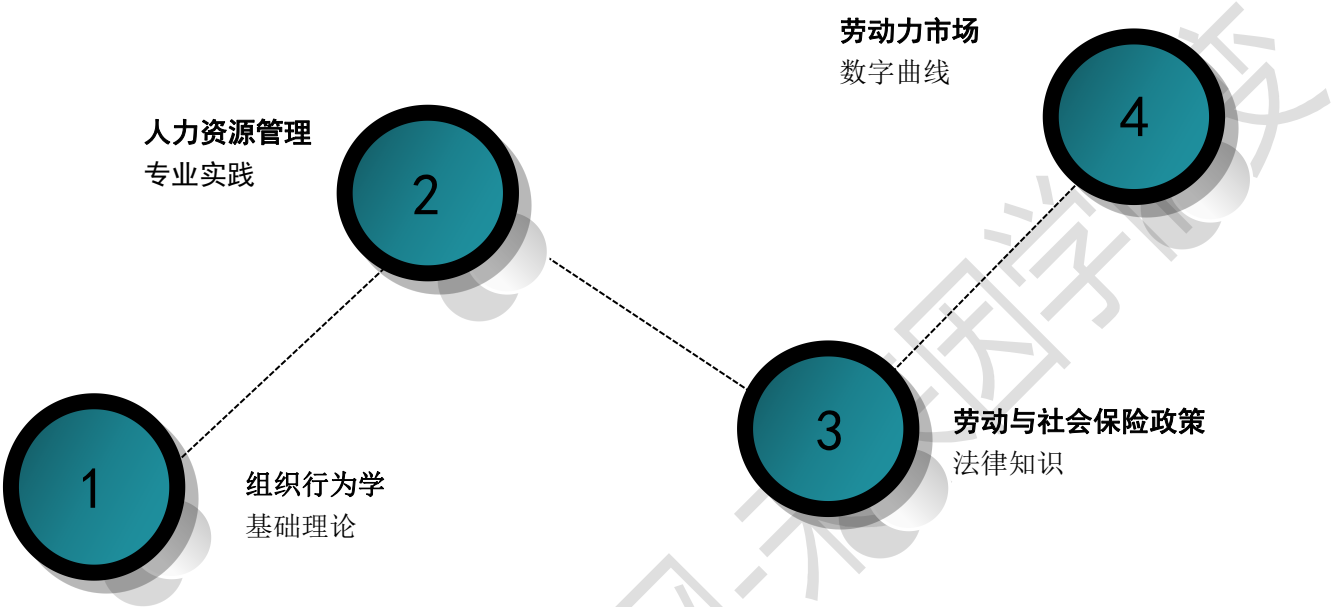 劳动力市场
数字曲线
4
人力资源管理
专业实践
2
3
劳动与社会保险政策
法律知识
1
组织行为学
基础理论